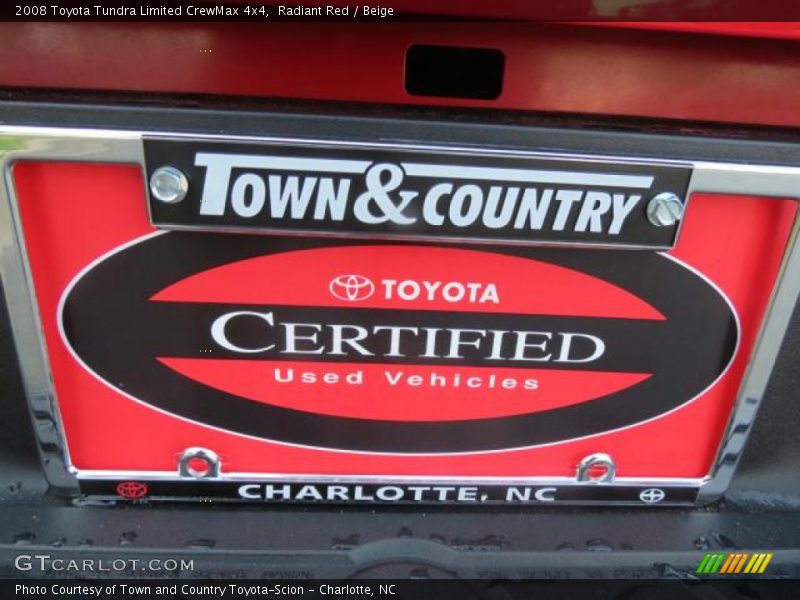 2008 Toyota Tundra Limited CrewMax 4x4,  Radiant Red / Beige
TOWN & COUNTRY
TOYOTA
CERTIFIED
Used Vehicles
CHARLOTTE, NC
GTCARLOT.COM
Photo Courtesy of Town and Country Toyota-Scion - Charlotte, NC